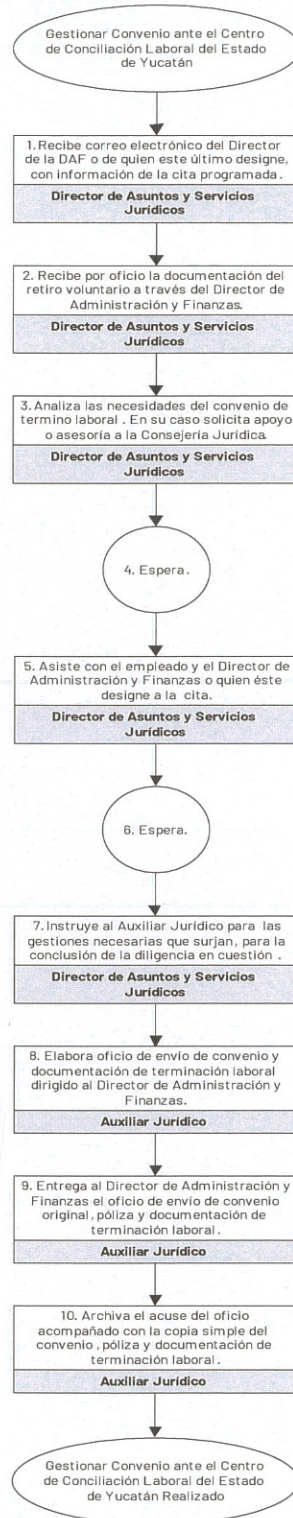 Gestionar Convenio ante el Centro
de Conciliación Laboral del Estado
de Yucatán
1. Recibe correo electrónico del Director
de la DAF o de quien este último designe,
con información de la cita programada.
Director de Asuntos y Servicios
Jurídicos
2. Recibe por oficio la documentación del
retiro voluntario a través del Director de
Administración y Finanzas.
Director de Asuntos y Servicios
Jurídicos
3. Analiza las necesidades del convenio de
termino laboral. En su caso solicita apoyo
o asesoría a la Consejería Jurídica.
Director de Asuntos y Servicios
Jurídicos
4. Espera.
5. Asiste con el empleado y el Director de
Administración y Finanzas o quien éste
designe a la cita.
Director de Asuntos y Servicios
Jurídicos
6. Espera.
7. Instruye al Auxiliar Jurídico para las
gestiones necesarias que surjan, para la
conclusión de la diligencia en cuestión.
Director de Asuntos y Servicios
Jurídicos
8. Elabora oficio de envío de convenio y
documentación de terminación laboral
dirigido al Director de Administración y
Finanzas.
Auxiliar Jurídico
9. Entrega al Director de Administración y
Finanzas el oficio de envío de convenio
original, póliza y documentación de
terminación laboral.
Auxiliar Jurídico
10. Archiva el acuse del oficio
acompañado con la copia simple del
convenio, póliza y documentación de
terminación laboral.
Auxiliar Jurídico
Gestionar Convenio ante el Centro
de Conciliación Laboral del Estado
de Yucatán Realizado